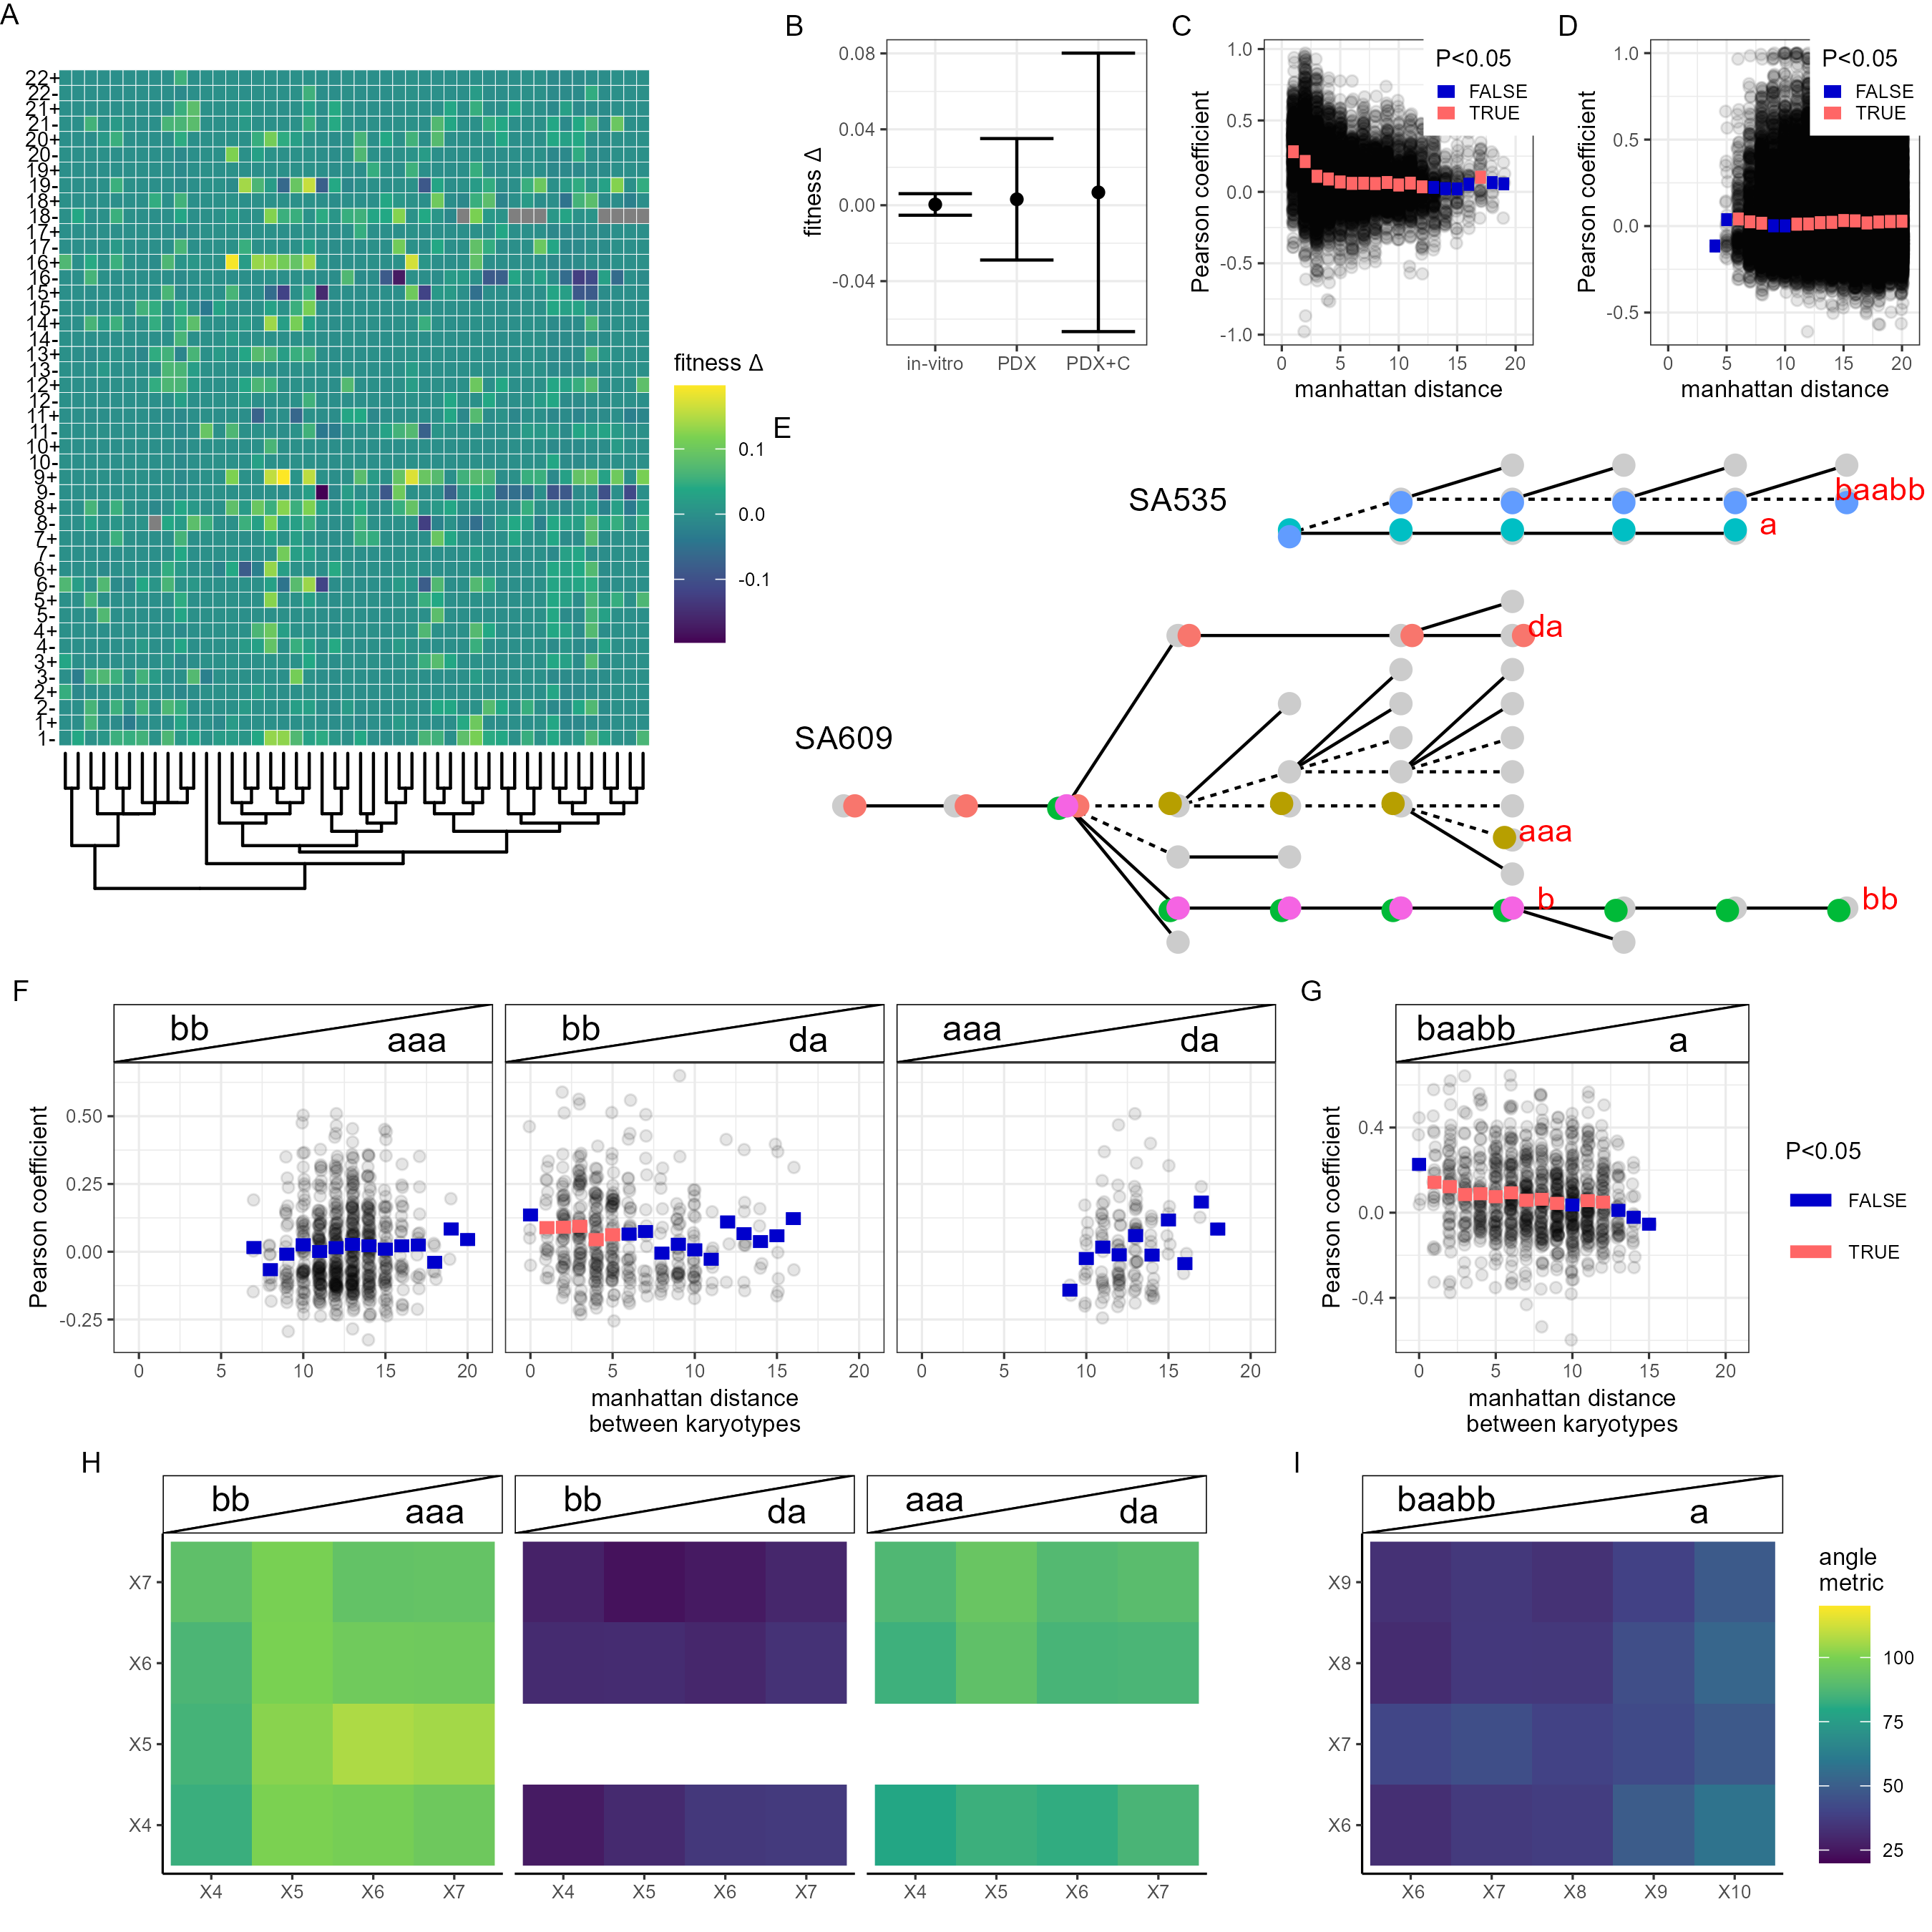 A
22+
22-
21+
21-
20+
20-
19+
19-
18+
18-
17+
17-
16+
16-
15+
15-
14+
14-
13+
13-
12+
12-
11+
11-
10+
10-
9+
9-
8+
8-
7+
7-
6+
6-
5+
5-
4+
4-
3+
3-
2+
2-
1+
1-
fitness Δ
0.1
0.0
-0.1
B
fitness Δ
0.08
0.04
0.00
-0.04
in-vitro
PDX
PDX+C
C
Pearson coefficient
1.0
0.5
0.0
-0.5
-1.0
0
5
10
15
20
manhattan distance
P<0.05
FALSE
TRUE
D
Pearson coefficient
1.0
0.5
0.0
-0.5
0
5
10
15
20
manhattan distance
P<0.05
FALSE
TRUE
E
SA535
baabb
a
SA609
da
aaa
b
bb
F
bb
aaa
bb
da
aaa
da
Pearson coefficient
0.50
0.25
0.00
-0.25
0
5
10
15
20
0
5
10
15
20
0
5
10
15
20
manhattan distance
between karyotypes
G
baabb
a
Pearson coefficient
0.4
0.0
-0.4
0
5
10
15
20
manhattan distance
between karyotypes
P<0.05
FALSE
TRUE
H
bb
aaa
bb
da
aaa
da
X7
X6
X5
X4
X4
X5
X6
X7
X4
X5
X6
X7
X4
X5
X6
X7
I
baabb
a
X9
X8
X7
X6
X6
X7
X8
X9
X10
angle
metric
100
75
50
25